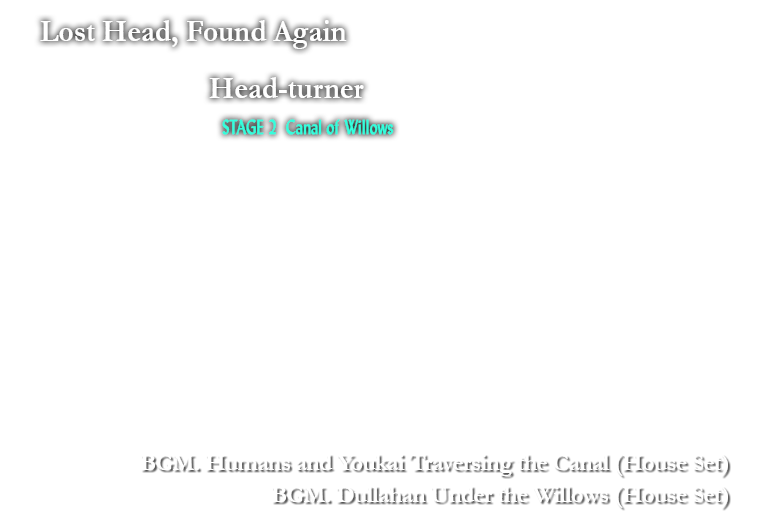 Lost Head, Found Again
Head-turner
STAGE 2 Canal of Willows
BGM. Humans and Youkai Traversing the Canal (House Set)
BGM. Dullahan Under the Willows (House Set)